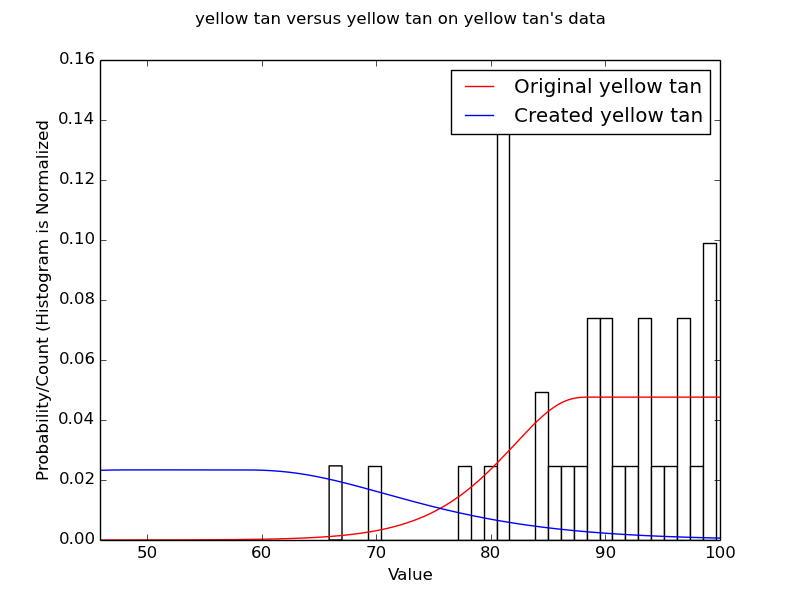 yellow tan versus yellow tan on yellow tan's data
Original yellow tan
Created yellow tan
Probability/Count (Histogram is Normalized
0.16
0.14
0.12
0.10
0.08
0.06
0.04
0.02
0.00
50 60 70 80 90 100
Value